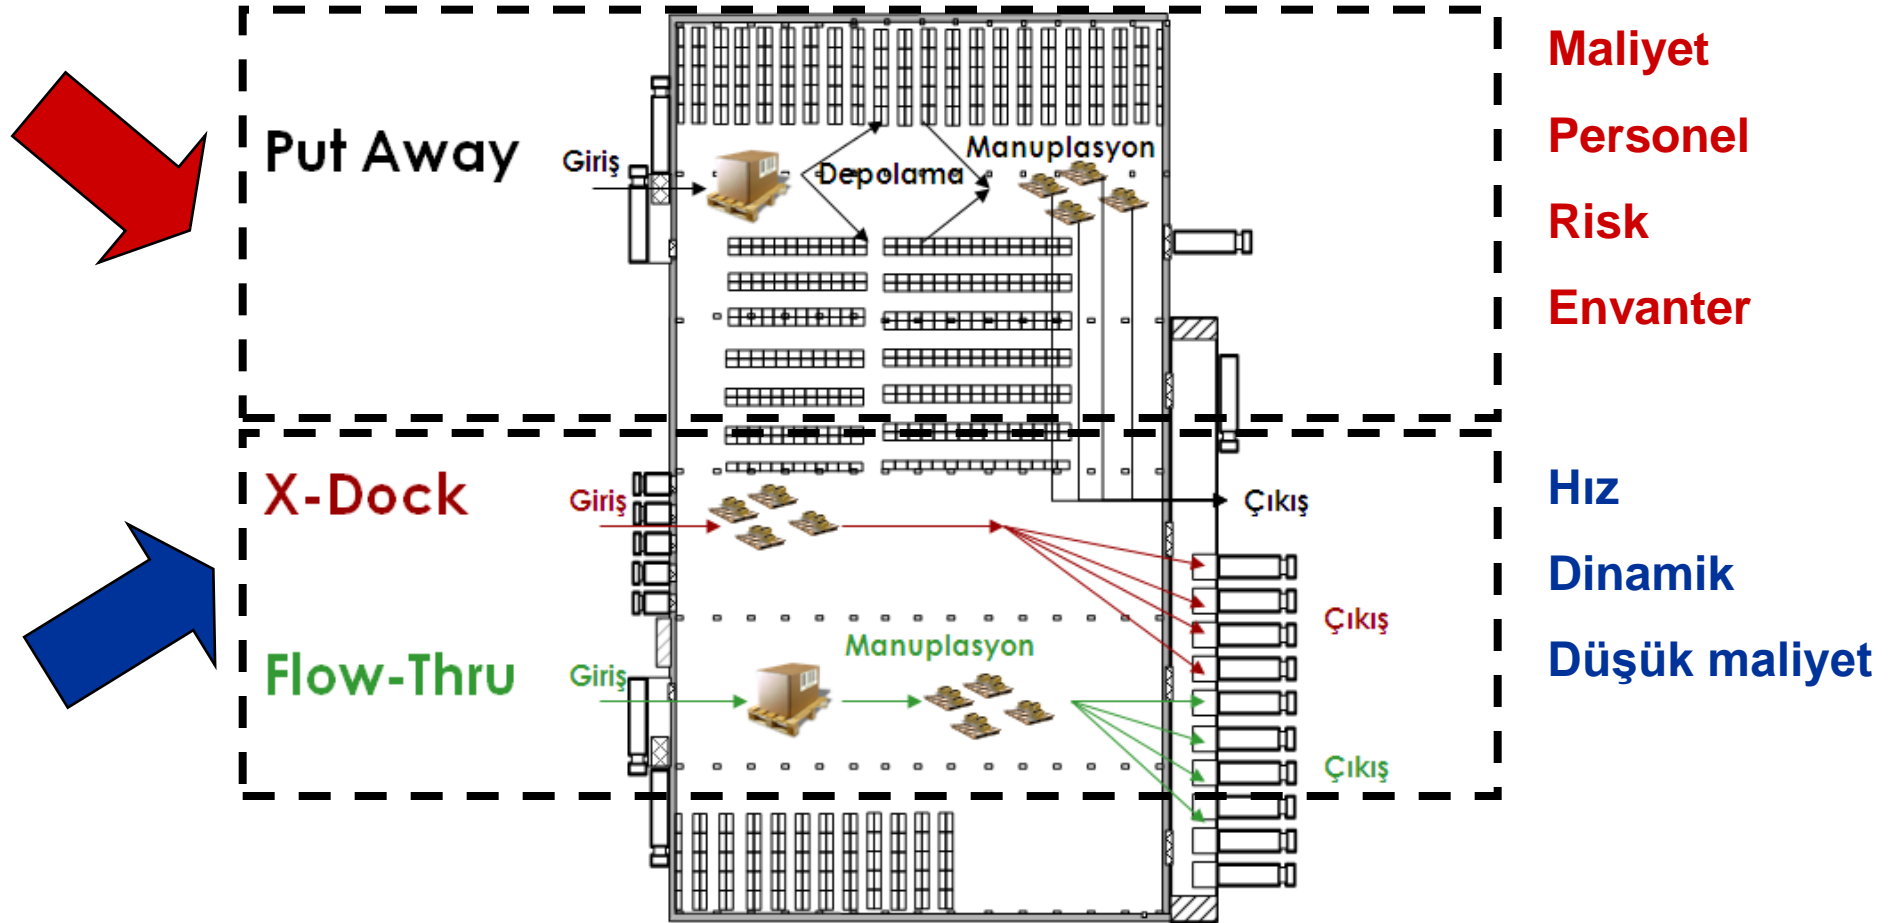 Maliyet
Personel
Risk
Envanter
Put Away
Giriş
Depolama
Manuplasyon
X-Dock
Giriş
Çıkış
Çıkış
Hız
Dinamik
Düşük maliyet
Flow-Thru
Giriş
Manuplasyon
Çıkış